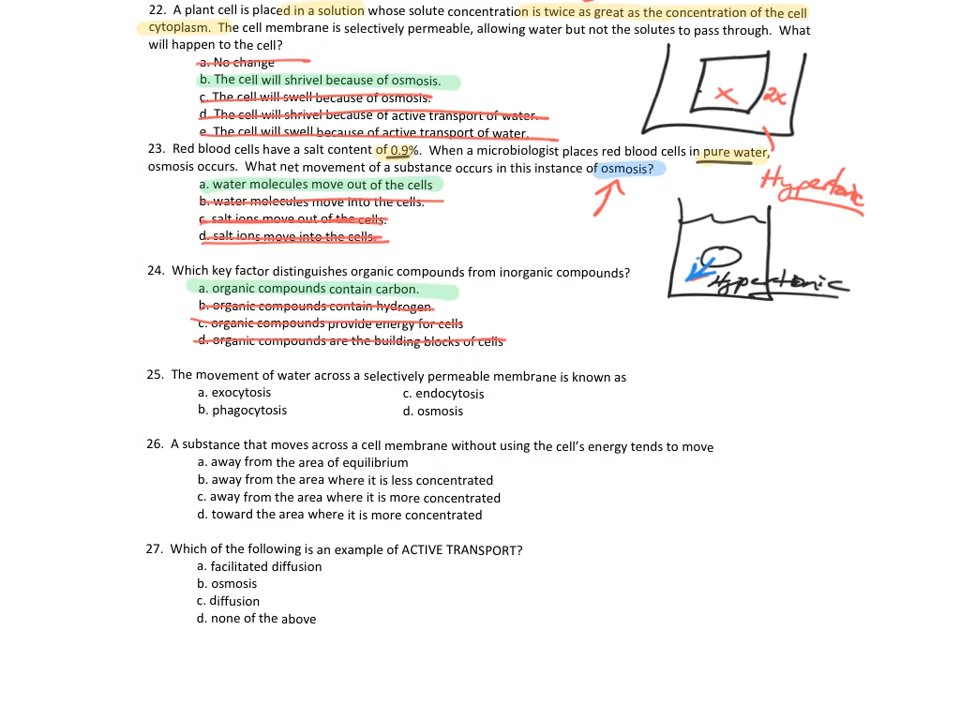 22. A plant cell is placed in a solution whose solute concentration is twice as great as the concentration of the cell
cytoplasm. The cell membrane is selectively permeable, allowing water but not the solutes to pass through. What
will happen to the cell?
a. No change
b. The cell will shrivel because of osmosis.
c. The cell will swell because of osmosis.
d. The cell will shrivel because of active transport of water.
e. The cell will swell because of active transport of water.
x 2x
23. Red blood cells have a salt content of 0.9%. When a microbiologist places red blood cells in pure water,
osmosis occurs. What net movement of a substance occurs in this instance of osmosis?
a. water molecules move out of the cells
b. water molecules move into the cells.
c. salt ions move out of the cells.
d. salt ions move into the cells.
Hypertonic
Hypertonic
24. Which key factor distinguishes organic compounds from inorganic compounds?
a. organic compounds contain carbon.
b. organic compounds contain hydrogen.
c. organic compounds provide energy for cells
d. organic compounds are the building blocks of cells
25. The movement of water across a selectively permeable membrane is known as
a. exocytosis c. endocytosis
b. phagocytosis d. osmosis
26. A substance that moves across a cell membrane without using the cell's energy tends to move
a. away from the area of equilibrium
b. away from the area where it is less concentrated
c. away from the area where it is more concentrated
d. toward the area where it is more concentrated
27. Which of the following is an example of ACTIVE TRANSPORT?
a. facilitated diffusion
b. osmosis
c. diffusion
d. none of the above